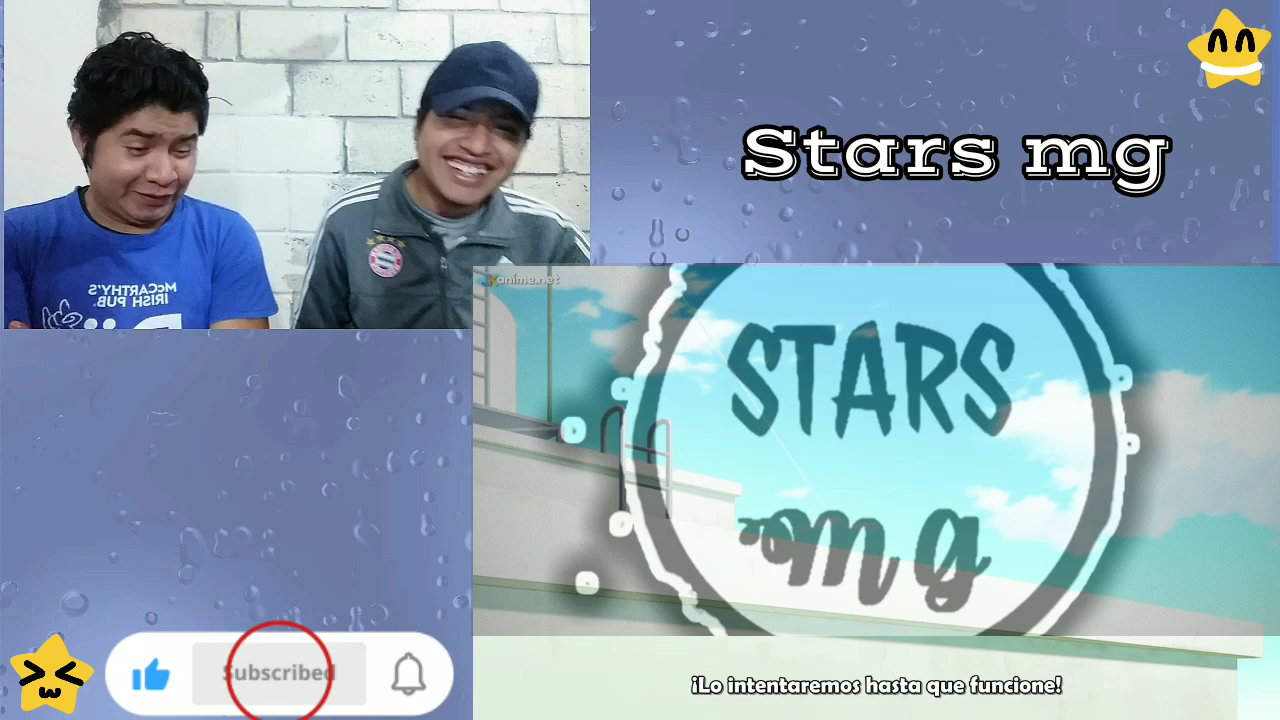 Stars mg
McCARTHY'S
IRISH PUB.
anime.net
STARS
mg
Subscribed
¡Lo intentaremos hasta que funcione!